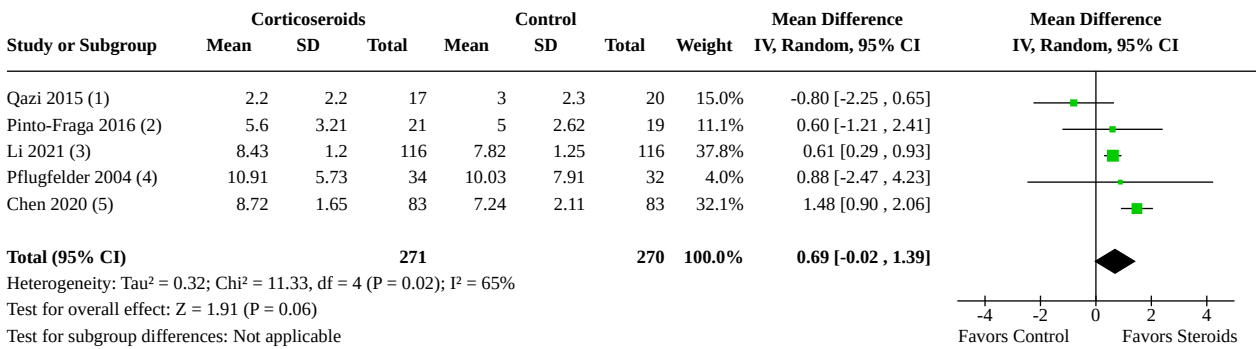 Corticoseroids Control Mean Difference Mean Difference
Study or Subgroup Mean SD Total Mean SD Total Weight IV, Random, 95% CI IV, Random, 95% CI
Qazi 2015 (1) 2.2 2.2 17 3 2.3 20 15.0% -0.80 [-2.25 , 0.65]
Pinto-Fraga 2016 (2) 5.6 3.21 21 5 2.62 19 11.1% 0.60 [-1.21 , 2.41]
Li 2021 (3) 8.43 1.2 116 7.82 1.25 116 37.8% 0.61 [0.29 , 0.93]
Pflugfelder 2004 (4) 10.91 5.73 34 10.03 7.91 32 4.0% 0.88 [-2.47 , 4.23]
Chen 2020 (5) 8.72 1.65 83 7.24 2.11 83 32.1% 1.48 [0.90 , 2.06]
Total (95% CI) 271 270 100.0% 0.69 [-0.02 , 1.39]
Heterogeneity: Tau² = 0.32; Chi² = 11.33, df = 4 (P = 0.02); I² = 65%
Test for overall effect: Z = 1.91 (P = 0.06)
-4 -2 0 2 4
Test for subgroup differences: Not applicable Favors Control Favors Steroids